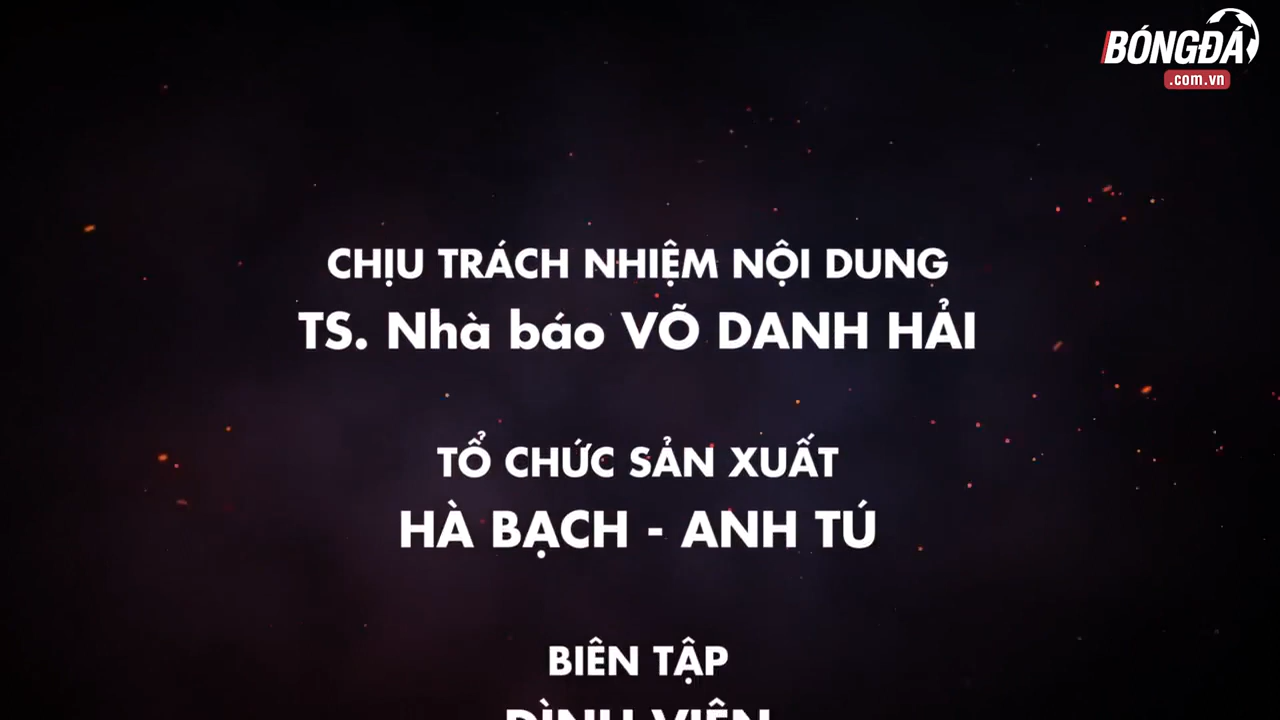 BÓNGĐÁ
.com.vn
CHỊU TRÁCH NHIỆM NỘI DUNG
TS. Nhà báo VÕ DANH HẢI
TỔ CHỨC SẢN XUẤT
HÀ BẠCH - ANH TÚ
BIÊN TẬP